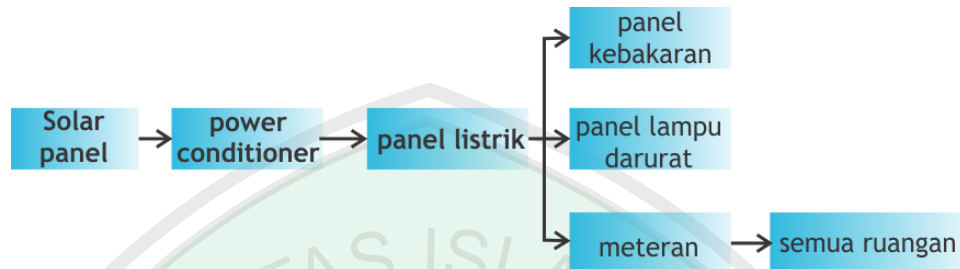 Solar
panel
power
conditioner
panel listrik
panel
kebakaran
panel lampu
darurat
meteran
semua ruangan